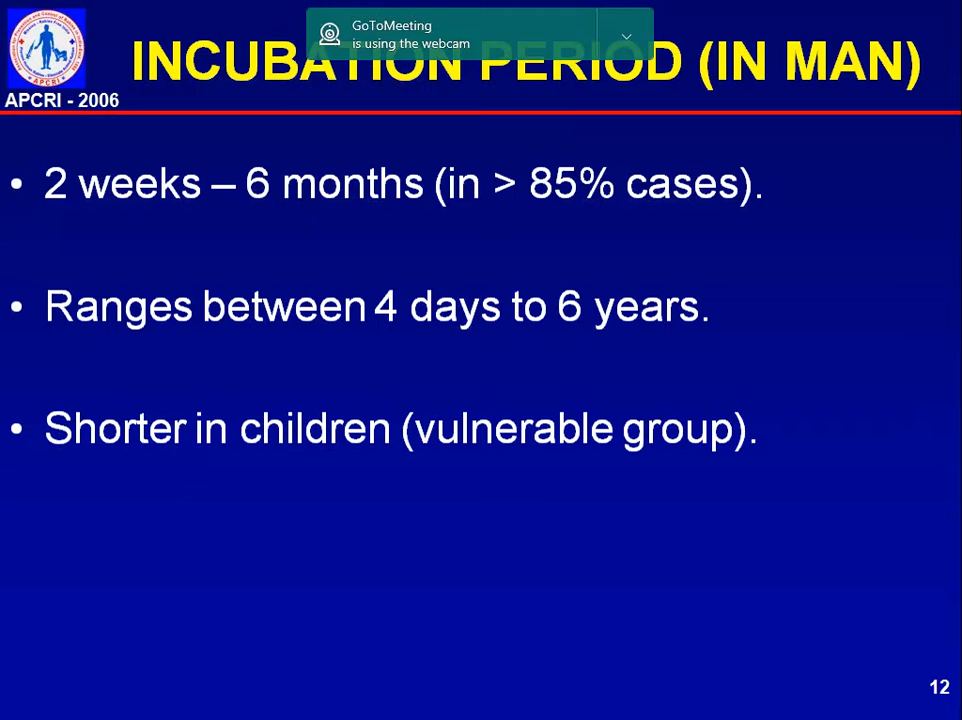 GoToMeeting
is using the webcam
INCUBATION PERIOD (IN MAN)
APCRI - 2006
• 2 weeks – 6 months (in > 85% cases).
• Ranges between 4 days to 6 years.
• Shorter in children (vulnerable group).
12